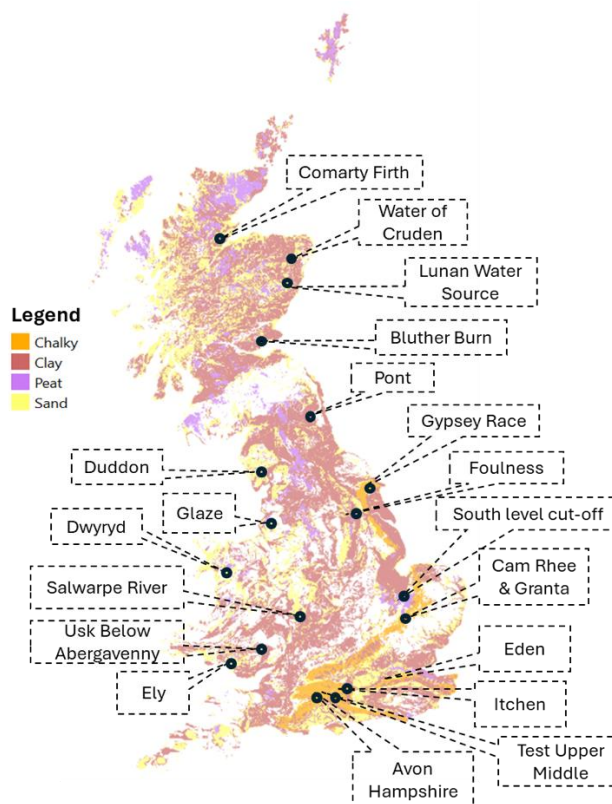 Comarty Firth
Water of
Cruden
Lunan Water
Source
Legend
Chalky
Clay
Peat
Sand
Bluther Burn
Pont
Gypsey Race
Duddon
Foulness
Glaze
South level cut-off
Dwyryd
Cam Rhee
& Granta
Salwarpe River
Usk Below
Abergavenny
Eden
Ely
Itchen
Test Upper
Middle
Avon
Hampshire